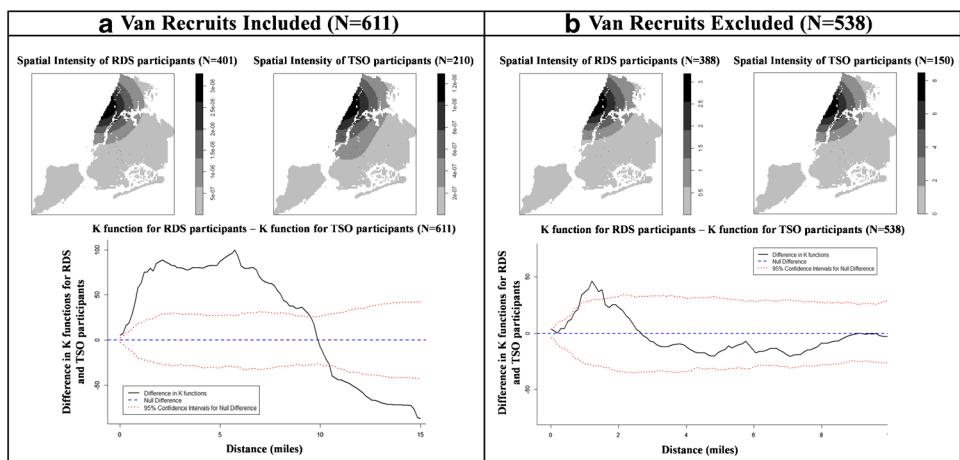 a Van Recruits Included (N=611)
b Van Recruits Excluded (N=538)
Spatial Intensity of RDS participants (N=401)
Spatial Intensity of TSO participants (N=210)
5e-07 1e-06 2e-06 2e-06 3e-06 3e-06
2e-07 4e-07 6e-07 8e-07 1e-06 1e-06
K function for RDS participants – K function for TSO participants (N=611)
Difference in K functions for RDS
and TSO participants
100
50
0
-50
Difference in K functions
Null Difference
95% Confidence Intervals for Null Difference
0 5 10 15
Distance (miles)
Spatial Intensity of RDS participants (N=388)
Spatial Intensity of TSO participants (N=150)
0.5 1 1.5 2 2.5 3
0 2 4 6 8
K function for RDS participants – K function for TSO participants (N=538)
Difference in K functions for RDS
and TSO participants
50
0
-50
Difference in K functions
Null Difference
95% Confidence Intervals for Null Difference
0 2 4 6 8
Distance (miles)